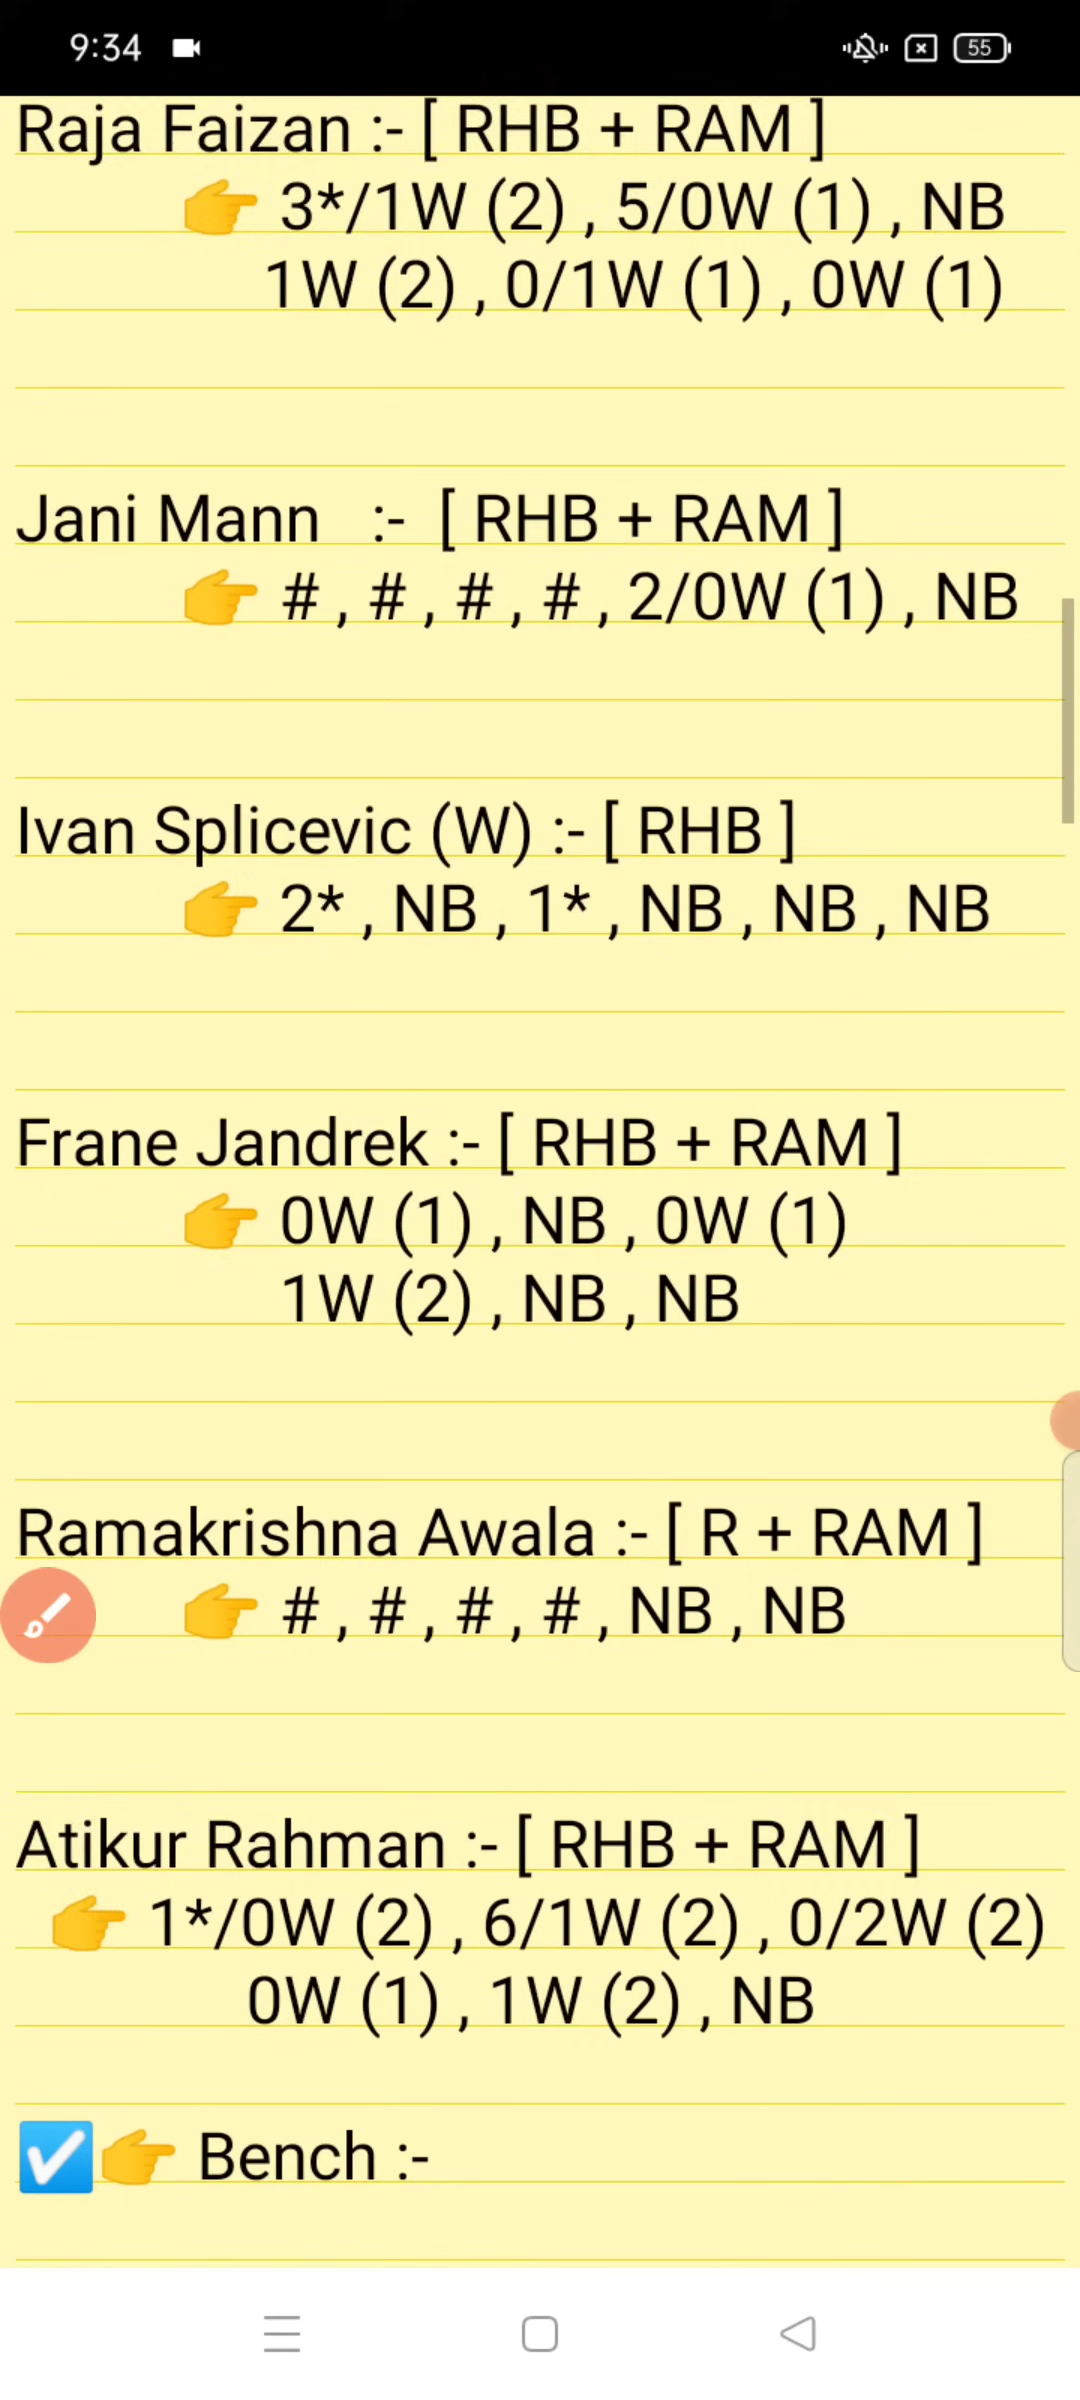 9:34 55
Raja Faizan :- [ RHB + RAM ]
👉 3*/1W (2) , 5/0W (1) , NB
1W (2) , 0/1W (1) , 0W (1)
Jani Mann :- [ RHB + RAM ]
👉 # , # , # , # , 2/0W (1) , NB
Ivan Splicevic (W) :- [ RHB ]
👉 2* , NB , 1* , NB , NB , NB
Frane Jandrek :- [ RHB + RAM ]
👉 0W (1) , NB , 0W (1)
1W (2) , NB , NB
Ramakrishna Awala :- [ R + RAM ]
👉 # , # , # , # , NB , NB
Atikur Rahman :- [ RHB + RAM ]
👉 1*/0W (2) , 6/1W (2) , 0/2W (2)
0W (1) , 1W (2) , NB
☑👉 Bench :-